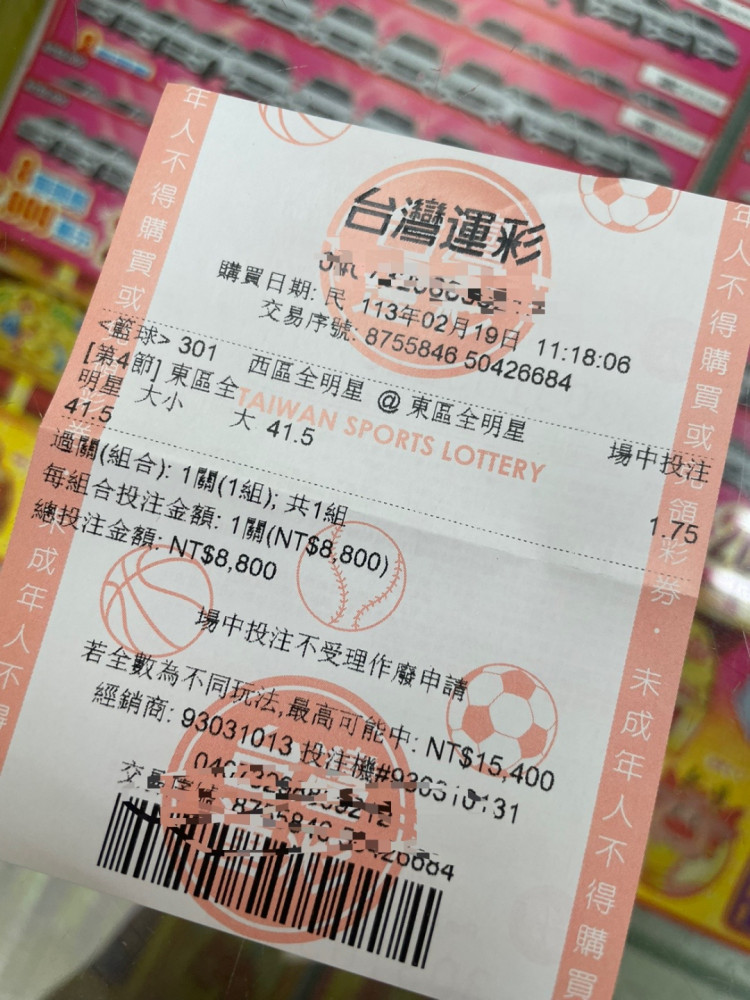 台灣運彩
購買日期: 民 113年02月19日 11:18:06
交易序號: 8755846 50426684
<籃球> 301 西區全明星 @ 東區全明星 場中投注
[第4節] 東區全
明星 大小 大 41.5 1.75
41.5
TAIWAN SPORTS LOTTERY
過關(組合): 1關(1組), 共1組
每組合投注金額: 1關(NT$8,800)
總投注金額: NT$8,800
場中投注不受理作廢申請
若全數為不同玩法,最高可能中: NT$15,400
經銷商: 93031013 投注機#
年人不得購買或
成年人不得
年人不得購買或兌領彩券．未成年人不得購買